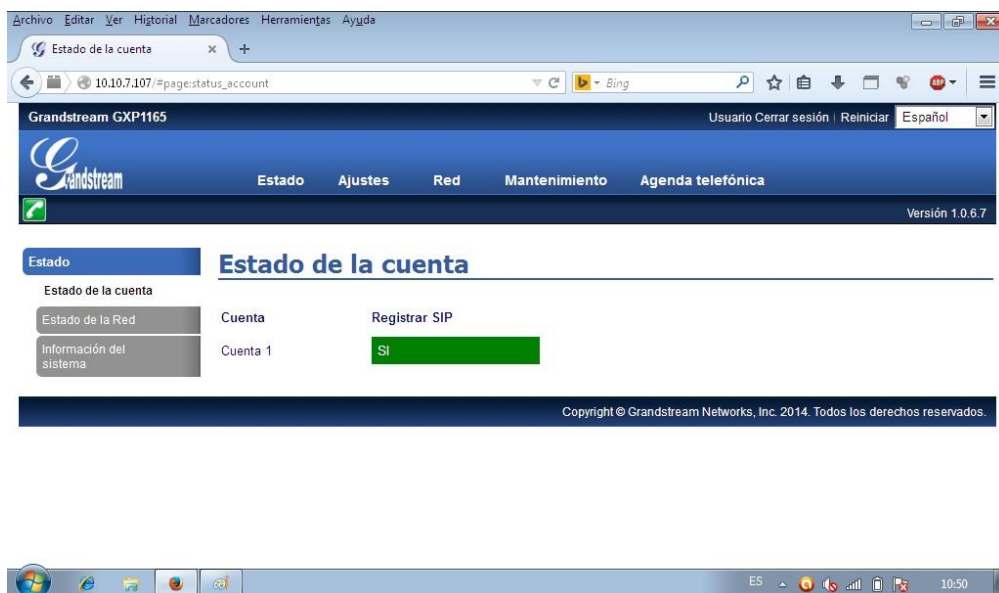 Archivo Editar Ver Historial Marcadores Herramientas Ayuda
Estado de la cuenta
10.10.7.107/#page:status_account
Bing
ABP
Grandstream GXP1165
Usuario Cerrar sesión | Reiniciar Español
Grandstream
Estado Ajustes Red Mantenimiento Agenda telefónica
Versión 1.0.6.7
Estado
Estado de la cuenta
Estado de la cuenta
Estado de la Red
Información del
sistema
Cuenta Registrar SIP
Cuenta 1 SI
Copyright © Grandstream Networks, Inc. 2014. Todos los derechos reservados.
ES 10:50